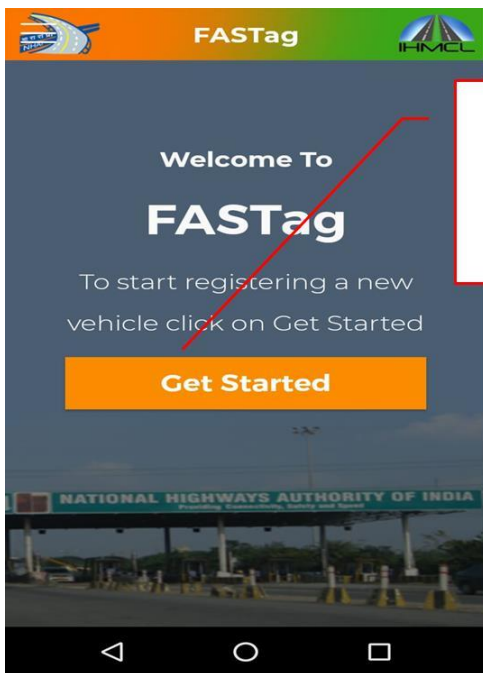 FASTag
IHMCL
NHAI
Welcome To
FASTag
To start registering a new
vehicle click on Get Started
Get Started
NATIONAL HIGHWAYS AUTHORITY OF INDIA
Providing Connectivity, Safety and Speed